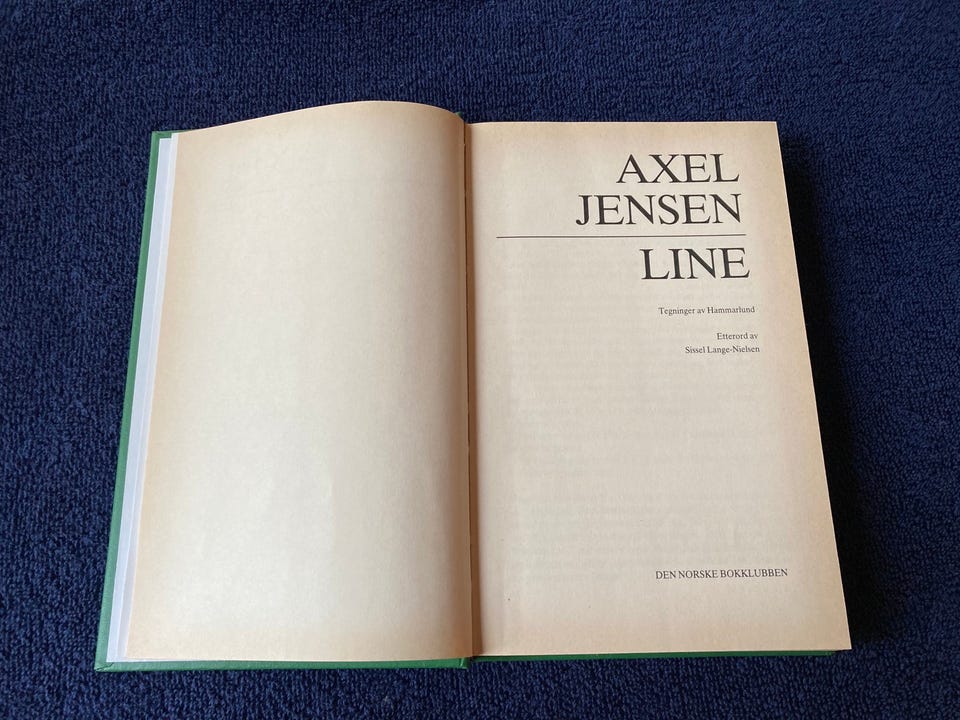 AXEL
JENSEN
LINE
Tegninger av Hammarlund
Etterord av
Sissel Lange-Nielsen
DEN NORSKE BOKKLUBBEN